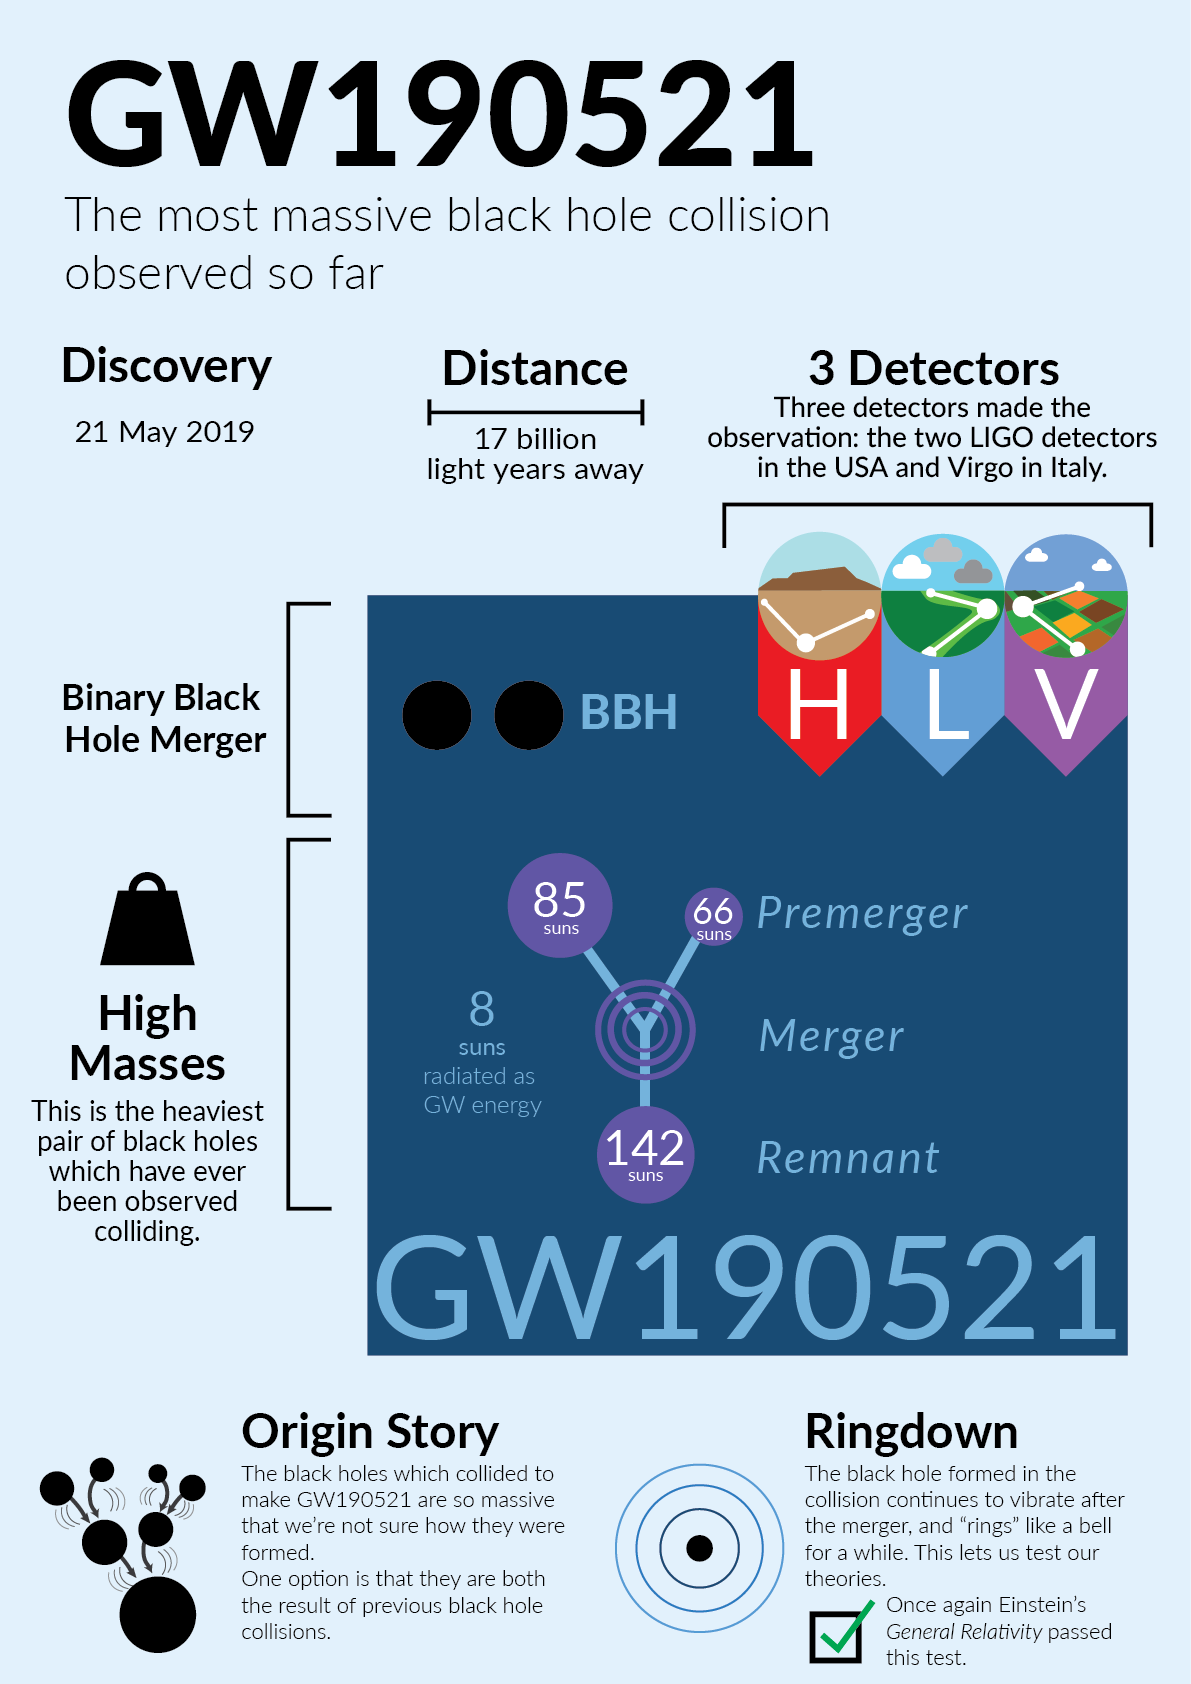 GW190521
The most massive black hole collision
observed so far
Discovery
21 May 2019
Distance
17 billion
light years away
3 Detectors
Three detectors made the
observation: the two LIGO detectors
in the USA and Virgo in Italy.
Binary Black
Hole Merger
BBH
H L V
High
Masses
This is the heaviest
pair of black holes
which have ever
been observed
colliding.
85
suns
66
suns
Premerger
8
suns
radiated as
GW energy
Merger
142
suns
Remnant
GW190521
Origin Story
The black holes which collided to
make GW190521 are so massive
that we’re not sure how they were
formed.
One option is that they are both
the result of previous black hole
collisions.
Ringdown
The black hole formed in the
collision continues to vibrate after
the merger, and “rings” like a bell
for a while. This lets us test our
theories.
Once again Einstein’s
General Relativity passed
this test.